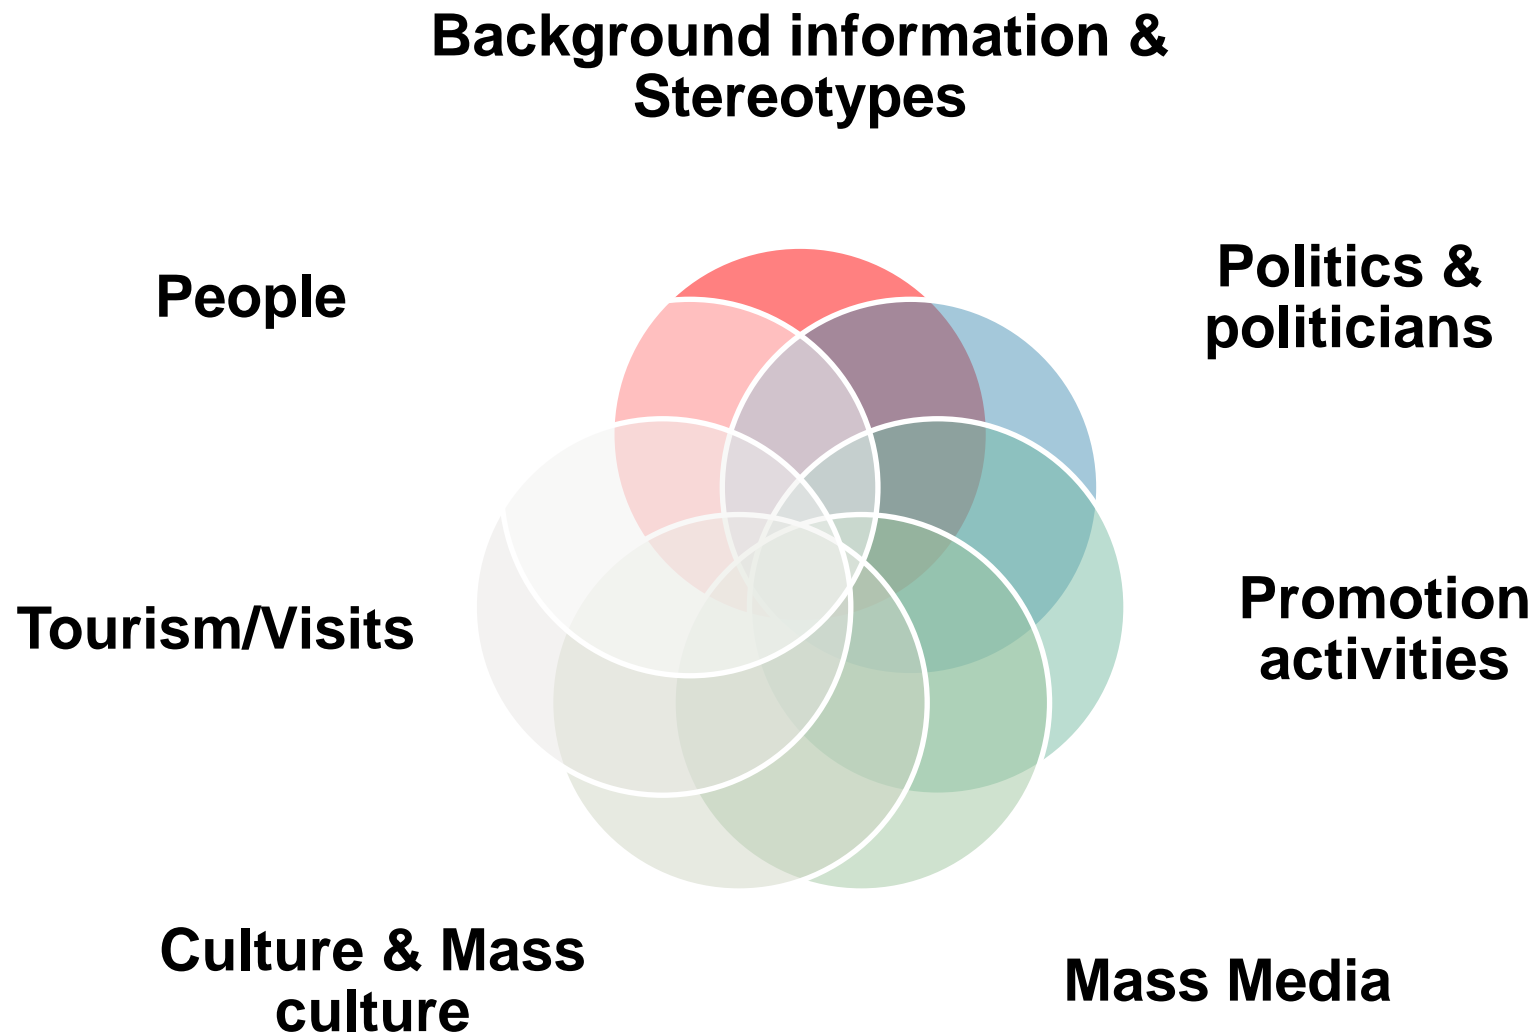 Background information &
Stereotypes
People
Politics &
politicians
Tourism/Visits
Promotion
activities
Culture & Mass
culture
Mass Media